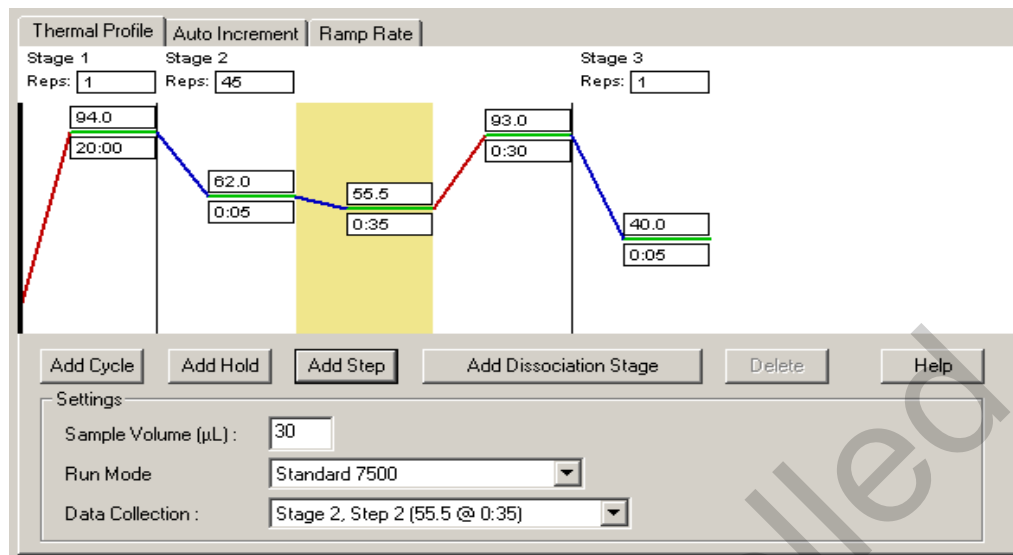 Thermal Profile Auto Increment Ramp Rate
Stage 1 Stage 2 Stage 3
Reps: 1 Reps: 45 Reps: 1
94.0 93.0
20:00 0:30
62.0 55.5
0:05 0:35 40.0
0:05
Add Cycle Add Hold Add Step Add Dissociation Stage Delete Help
Settings
Sample Volume (µL) : 30
Run Mode Standard 7500
Data Collection : Stage 2, Step 2 (55.5 @ 0:35)